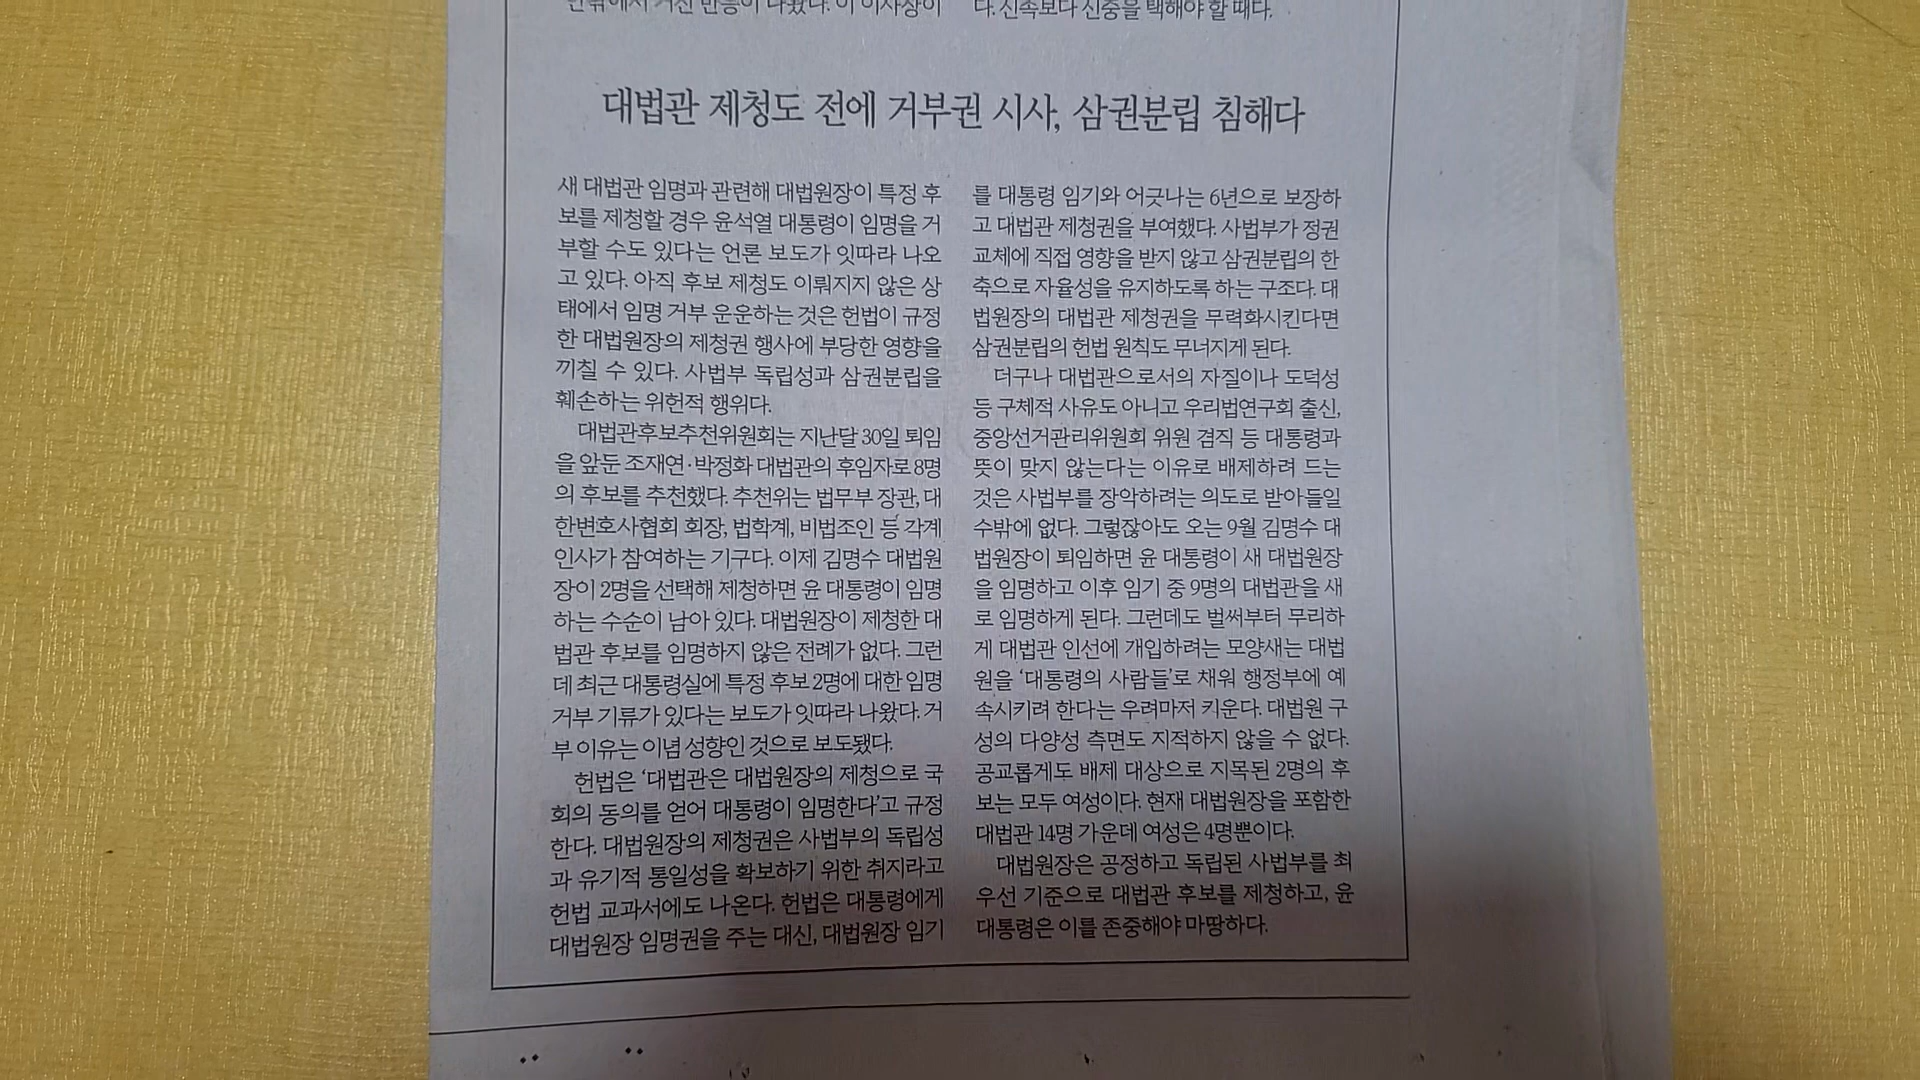 다. 신속보다 신중을 택해야 할 때다.
대법관 제청도 전에 거부권 시사, 삼권분립 침해다
새 대법관 임명과 관련해 대법원장이 특정 후
보를 제청할 경우 윤석열 대통령이 임명을 거
부할 수도 있다는 언론 보도가 잇따라 나오
고 있다. 아직 후보 제청도 이뤄지지 않은 상
태에서 임명 거부 운운하는 것은 헌법이 규정
한 대법원장의 제청권 행사에 부당한 영향을
끼칠 수 있다. 사법부 독립성과 삼권분립을
훼손하는 위헌적 행위다.
대법관후보추천위원회는 지난달 30일 퇴임
을 앞둔 조재연·박정화 대법관의 후임자로 8명
의 후보를 추천했다. 추천위는 법무부 장관, 대
한변호사협회 회장, 법학계, 비법조인 등 각계
인사가 참여하는 기구다. 이제 김명수 대법원
장이 2명을 선택해 제청하면 윤 대통령이 임명
하는 수순이 남아 있다. 대법원장이 제청한 대
법관 후보를 임명하지 않은 전례가 없다. 그런
데 최근 대통령실에 특정 후보 2명에 대한 임명
거부 기류가 있다는 보도가 잇따라 나왔다. 거
부 이유는 이념 성향인 것으로 보도됐다.
헌법은 ‘대법관은 대법원장의 제청으로 국
회의 동의를 얻어 대통령이 임명한다’고 규정
한다. 대법원장의 제청권은 사법부의 독립성
과 유기적 통일성을 확보하기 위한 취지라고
헌법 교과서에도 나온다. 헌법은 대통령에게
대법원장 임명권을 주는 대신, 대법원장 임기
를 대통령 임기와 어긋나는 6년으로 보장하
고 대법관 제청권을 부여했다. 사법부가 정권
교체에 직접 영향을 받지 않고 삼권분립의 한
축으로 자율성을 유지하도록 하는 구조다. 대
법원장의 대법관 제청권을 무력화시킨다면
삼권분립의 헌법 원칙도 무너지게 된다.
더구나 대법관으로서의 자질이나 도덕성
등 구체적 사유도 아니고 우리법연구회 출신,
중앙선거관리위원회 위원 겸직 등 대통령과
뜻이 맞지 않는다는 이유로 배제하려 드는
것은 사법부를 장악하려는 의도로 받아들일
수밖에 없다. 그렇잖아도 오는 9월 김명수 대
법원장이 퇴임하면 윤 대통령이 새 대법원장
을 임명하고 이후 임기 중 9명의 대법관을 새
로 임명하게 된다. 그런데도 벌써부터 무리하
게 대법관 인선에 개입하려는 모양새는 대법
원을 ‘대통령의 사람들’로 채워 행정부에 예
속시키려 한다는 우려마저 키운다. 대법원 구
성의 다양성 측면도 지적하지 않을 수 없다.
공교롭게도 배제 대상으로 지목된 2명의 후
보는 모두 여성이다. 현재 대법원장을 포함한
대법관 14명 가운데 여성은 4명뿐이다.
대법원장은 공정하고 독립된 사법부를 최
우선 기준으로 대법관 후보를 제청하고, 윤
대통령은 이를 존중해야 마땅하다.